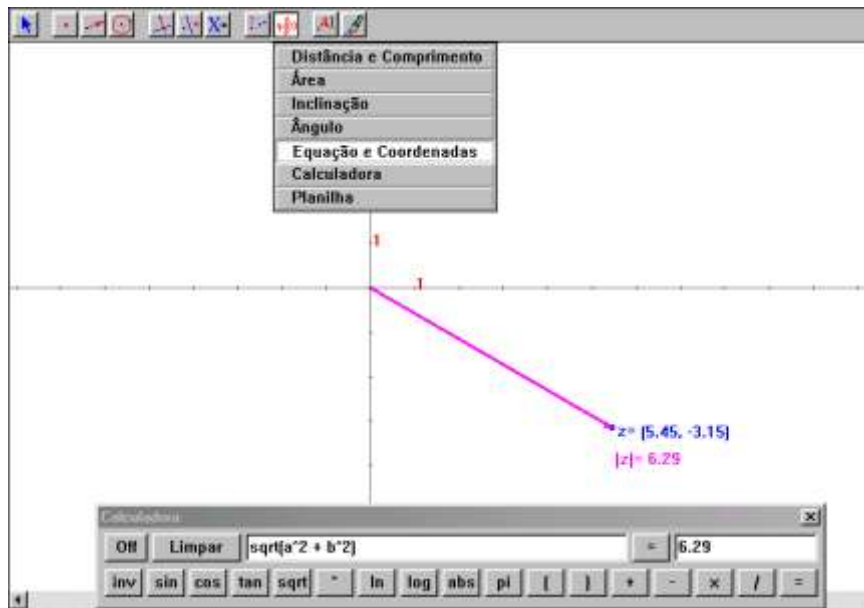 A!
Distância e Comprimento
Área
Inclinação
Ângulo
Equação e Coordenadas
Calculadora
Planilha
1
1
z= (5.45, -3.15)
|z|= 6.29
Calculadora
Off Limpar sqrt(a^2 + b^2) = 6.29
inv sin cos tan sqrt ^ ln log abs pi ( ) + - x / =